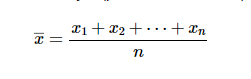 x̄ = (x₁ + x₂ + ··· + xₙ) / n